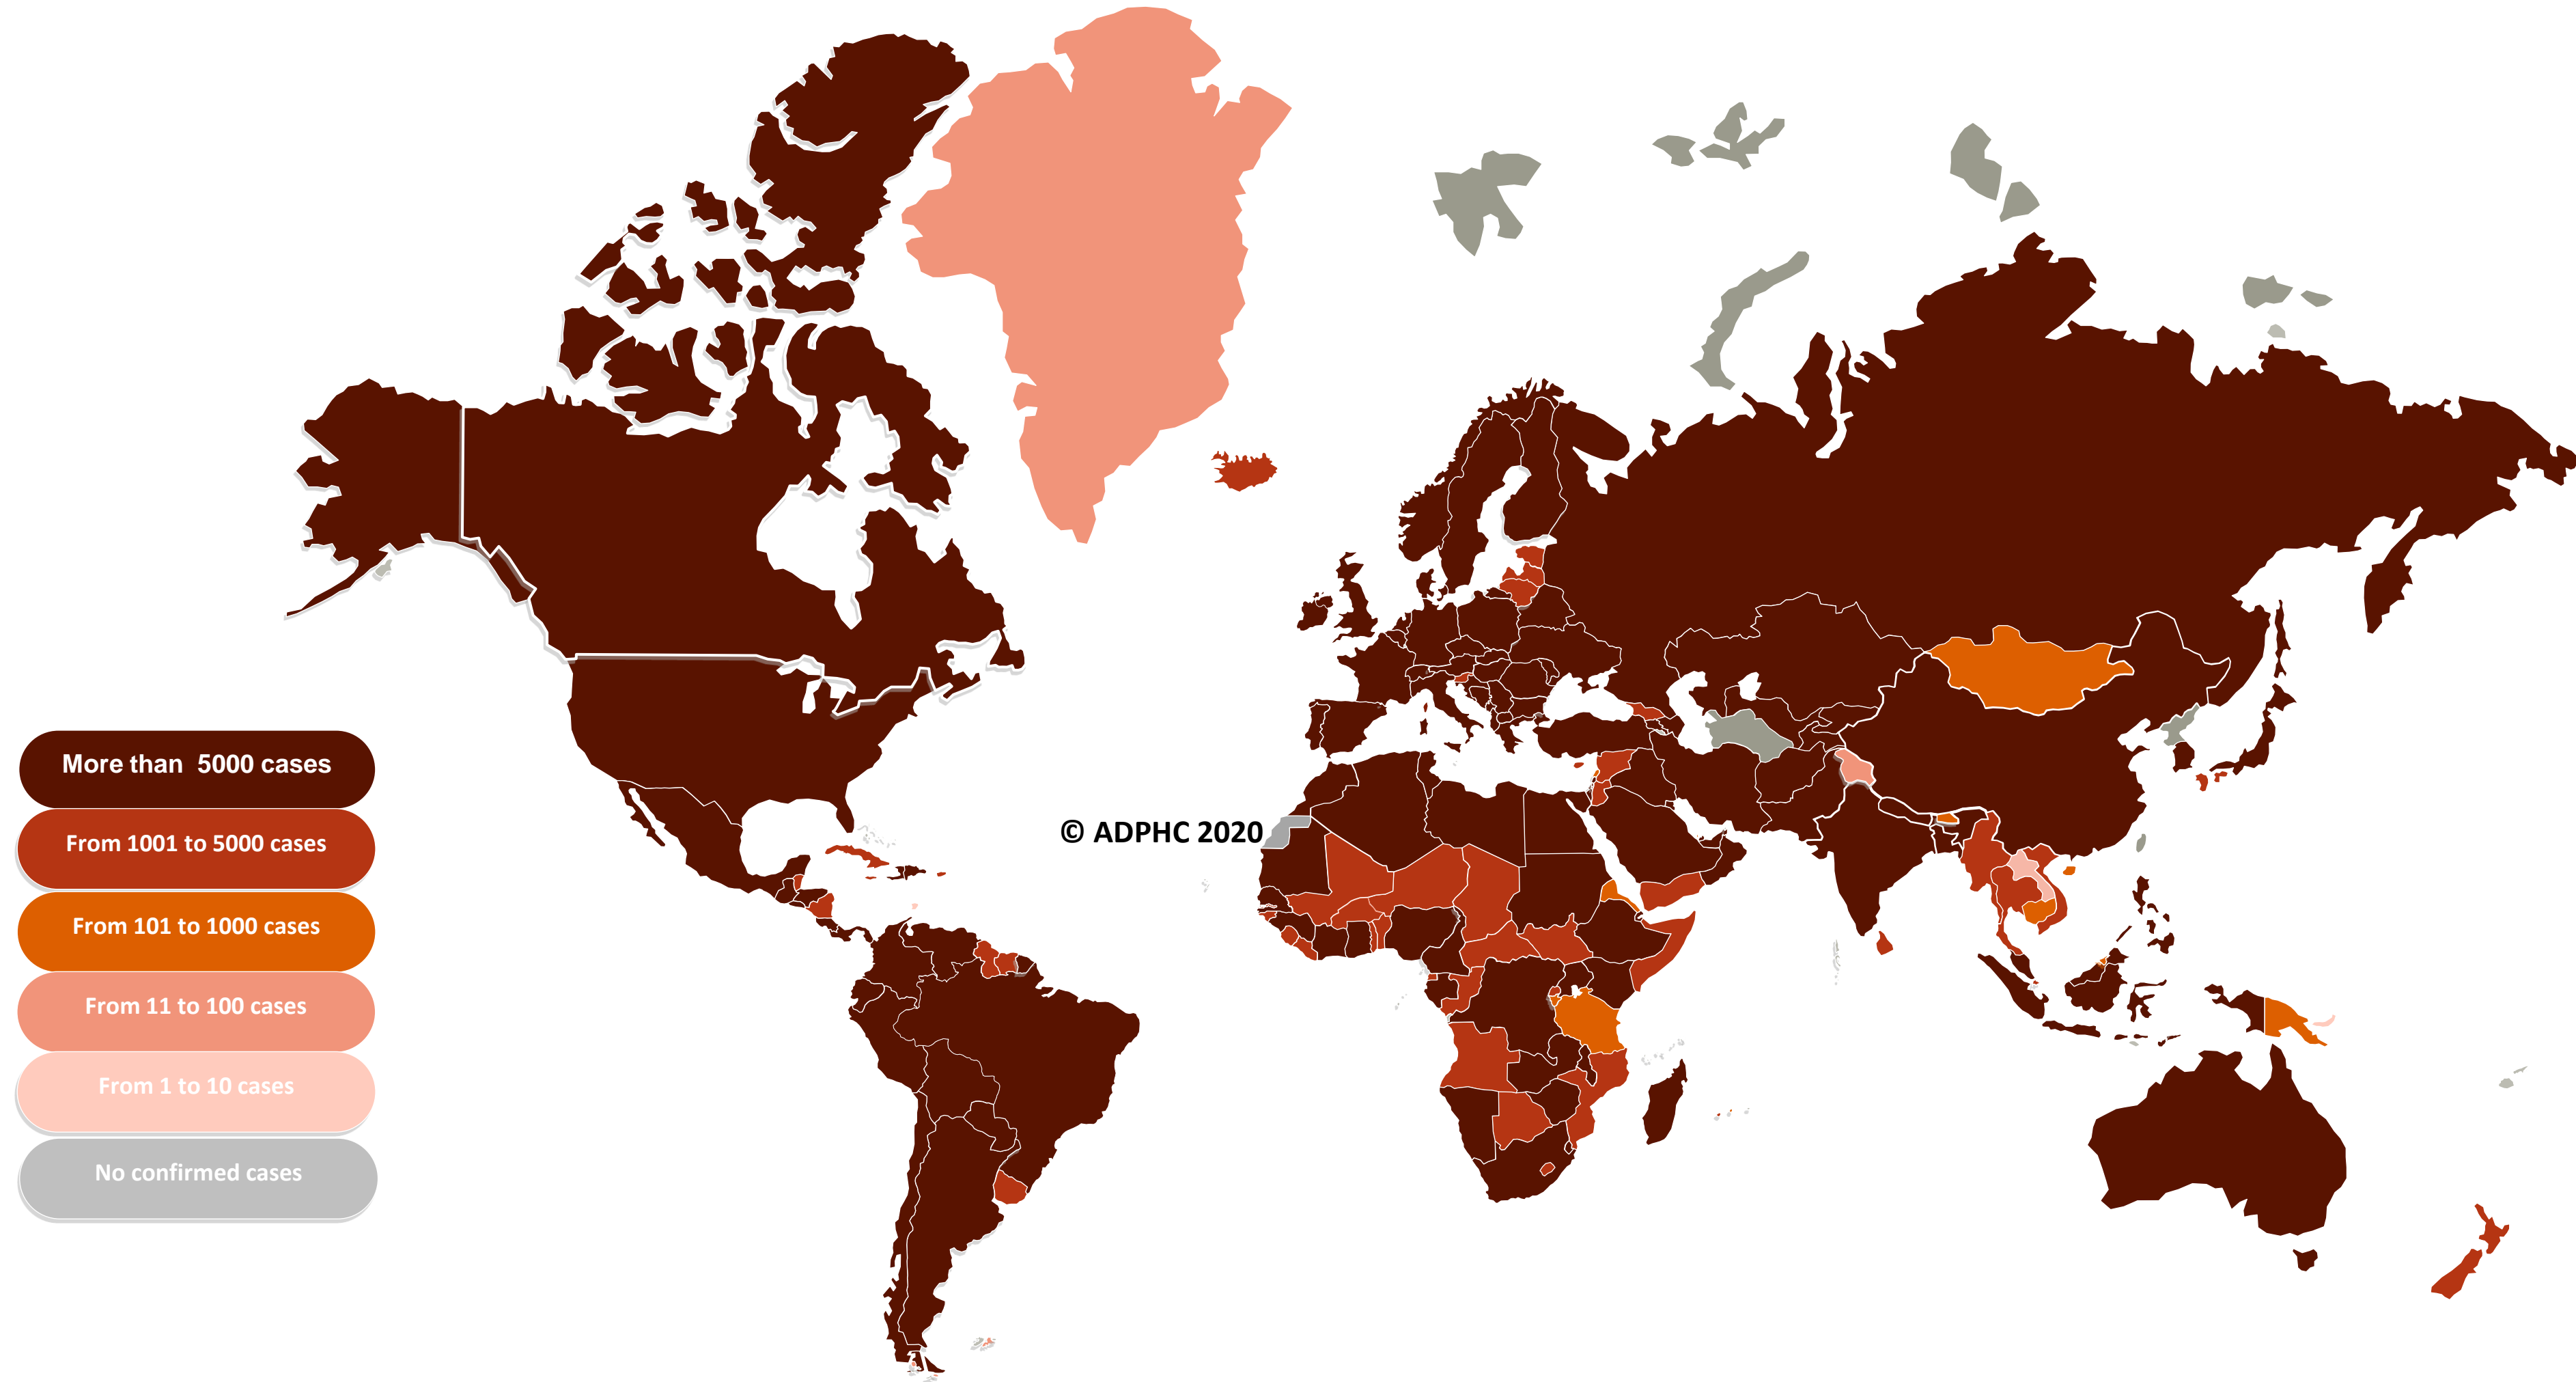 More than  5000 cases
From 1001 to 5000 cases
© ADPHC 2020
From 101 to 1000 cases
From 11 to 100 cases
From 1 to 10 cases
No confirmed cases